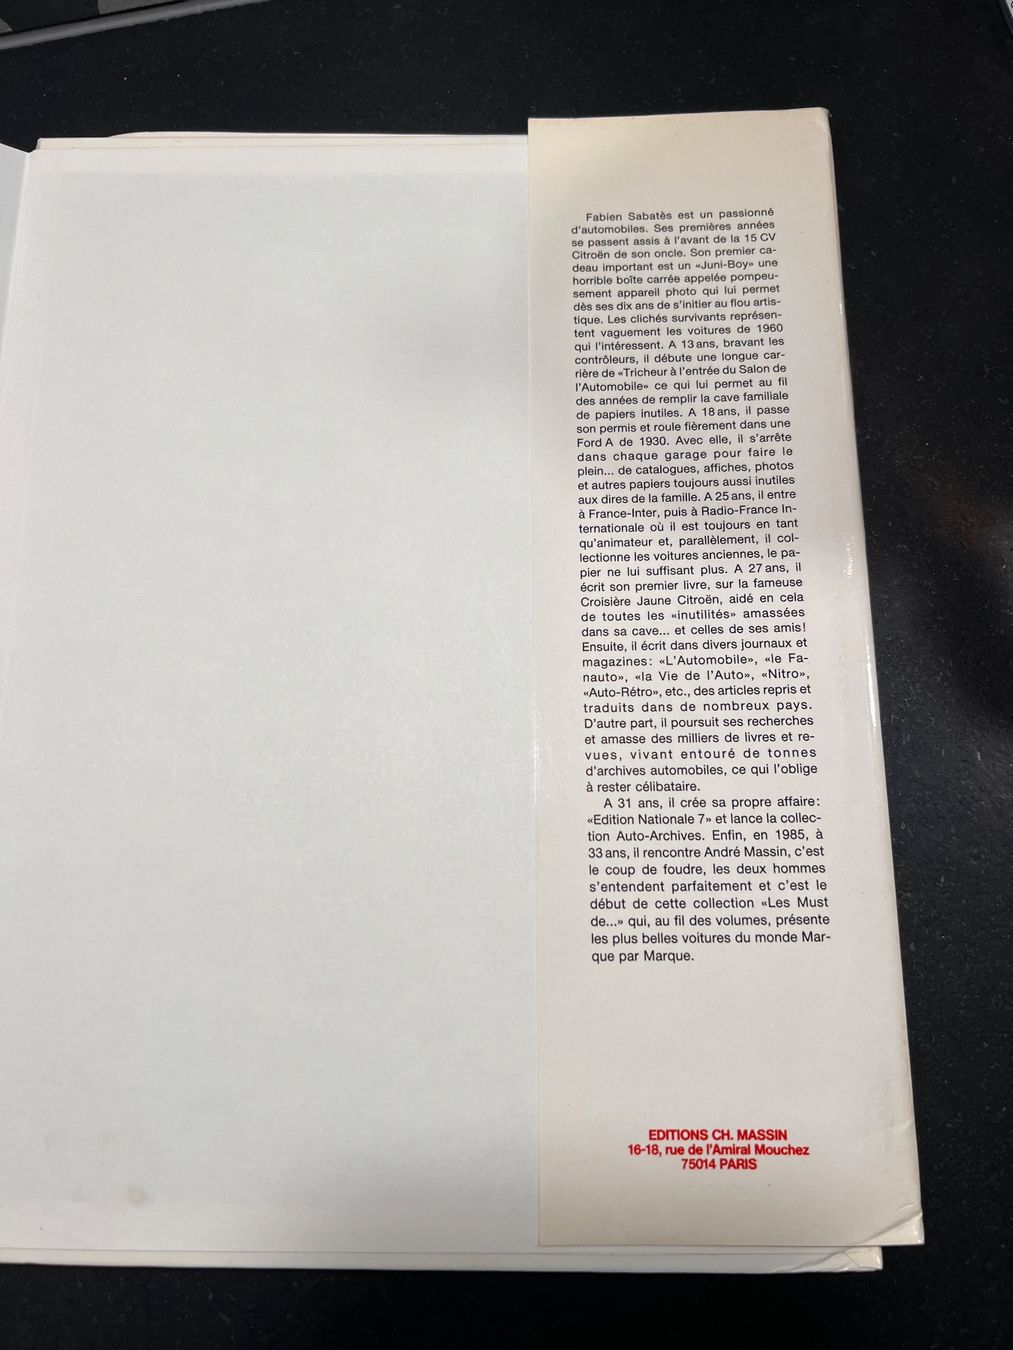 Fabien Sabatès est un passionné
d'automobiles. Ses premières années
se passent assis à l'avant de la 15 CV
Citroën de son oncle. Son premier ca-
deau important est un «Juni-Boy» une
horrible boîte carrée appelée pompeu-
sement appareil photo qui lui permet
dès ses dix ans de s'initier au flou artis-
tique. Les clichés survivants représen-
tent vaguement les voitures de 1960
qui l'intéressent. A 13 ans, bravant les
contrôleurs, il débute une longue car-
rière de «Tricheur à l'entrée du Salon de
l'Automobile» ce qui lui permet au fil
des années de remplir la cave familiale
de papiers inutiles. A 18 ans, il passe
son permis et roule fièrement dans une
Ford A de 1930. Avec elle, il s'arrête
dans chaque garage pour faire le
plein... de catalogues, affiches, photos
et autres papiers toujours aussi inutiles
aux dires de la famille. A 25 ans, il entre
à France-Inter, puis à Radio-France In-
ternationale où il est toujours en tant
qu'animateur et, parallèlement, il col-
lectionne les voitures anciennes, le pa-
pier ne lui suffisant plus. A 27 ans, il
écrit son premier livre, sur la fameuse
Croisière Jaune Citroën, aidé en cela
de toutes les «inutilités» amassées
dans sa cave... et celles de ses amis!
Ensuite, il écrit dans divers journaux et
magazines: «L'Automobile», «le Fa-
nauto», «la Vie de l'Auto», «Nitro»,
«Auto-Rétro», etc., des articles repris et
traduits dans de nombreux pays.
D'autre part, il poursuit ses recherches
et amasse des milliers de livres et re-
vues, vivant entouré de tonnes
d'archives automobiles, ce qui l'oblige
à rester célibataire.
A 31 ans, il crée sa propre affaire:
«Edition Nationale 7» et lance la collec-
tion Auto-Archives. Enfin, en 1985, à
33 ans, il rencontre André Massin, c'est
le coup de foudre, les deux hommes
s'entendent parfaitement et c'est le
début de cette collection «Les Must
de...» qui, au fil des volumes, présente
les plus belles voitures du monde Mar-
que par Marque.
EDITIONS CH. MASSIN
16-18, rue de l'Amiral Mouchez
75014 PARIS